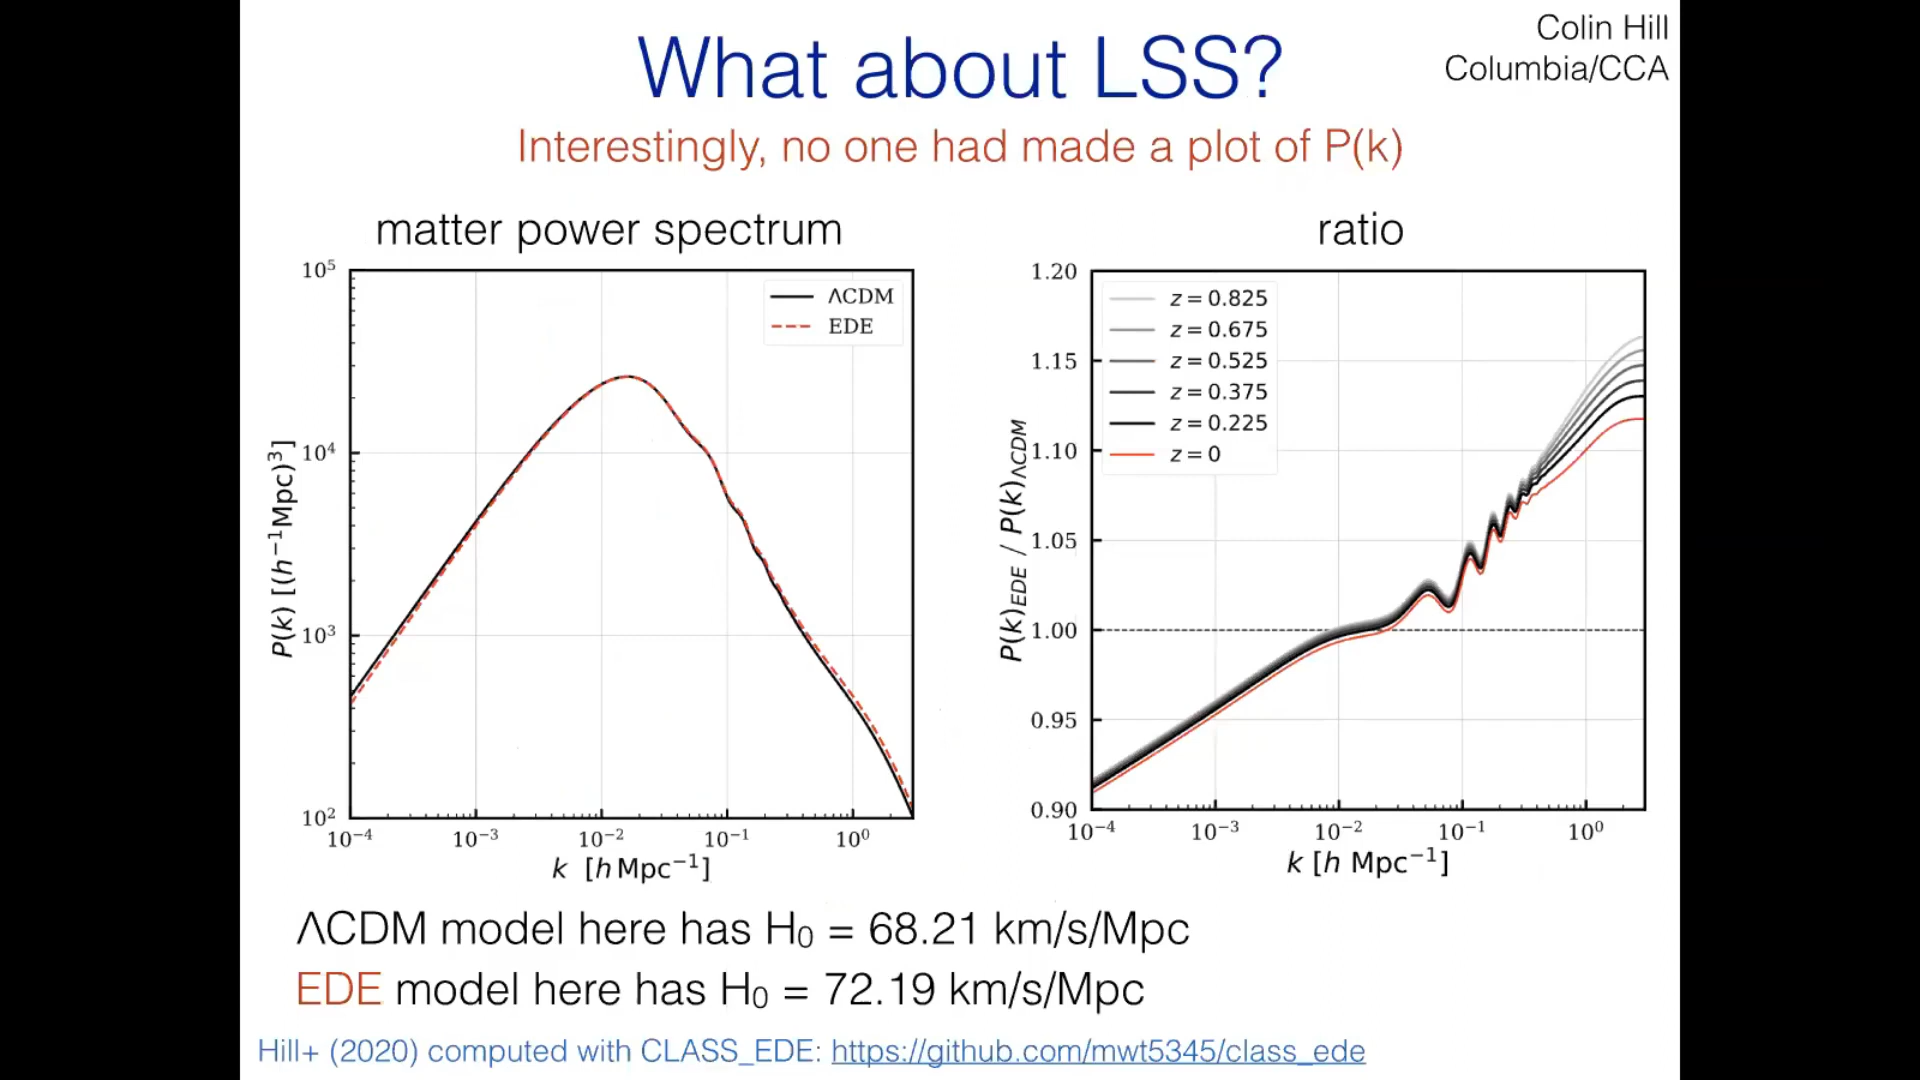 Colin Hill
Columbia/CCA
What about LSS?
Interestingly, no one had made a plot of P(k)
matter power spectrum
10⁵
10⁴
10³
10²
P(k) [(h⁻¹Mpc)³]
ΛCDM
EDE
10⁻⁴ 10⁻³ 10⁻² 10⁻¹ 10⁰
k [h Mpc⁻¹]
ratio
1.20
1.15
1.10
1.05
1.00
0.95
0.90
P(k)EDE / P(k)ΛCDM
z = 0.825
z = 0.675
z = 0.525
z = 0.375
z = 0.225
z = 0
10⁻⁴ 10⁻³ 10⁻² 10⁻¹ 10⁰
k [h Mpc⁻¹]
ΛCDM model here has H₀ = 68.21 km/s/Mpc
EDE model here has H₀ = 72.19 km/s/Mpc
Hill+ (2020) computed with CLASS_EDE: https://github.com/mwt5345/class_ede